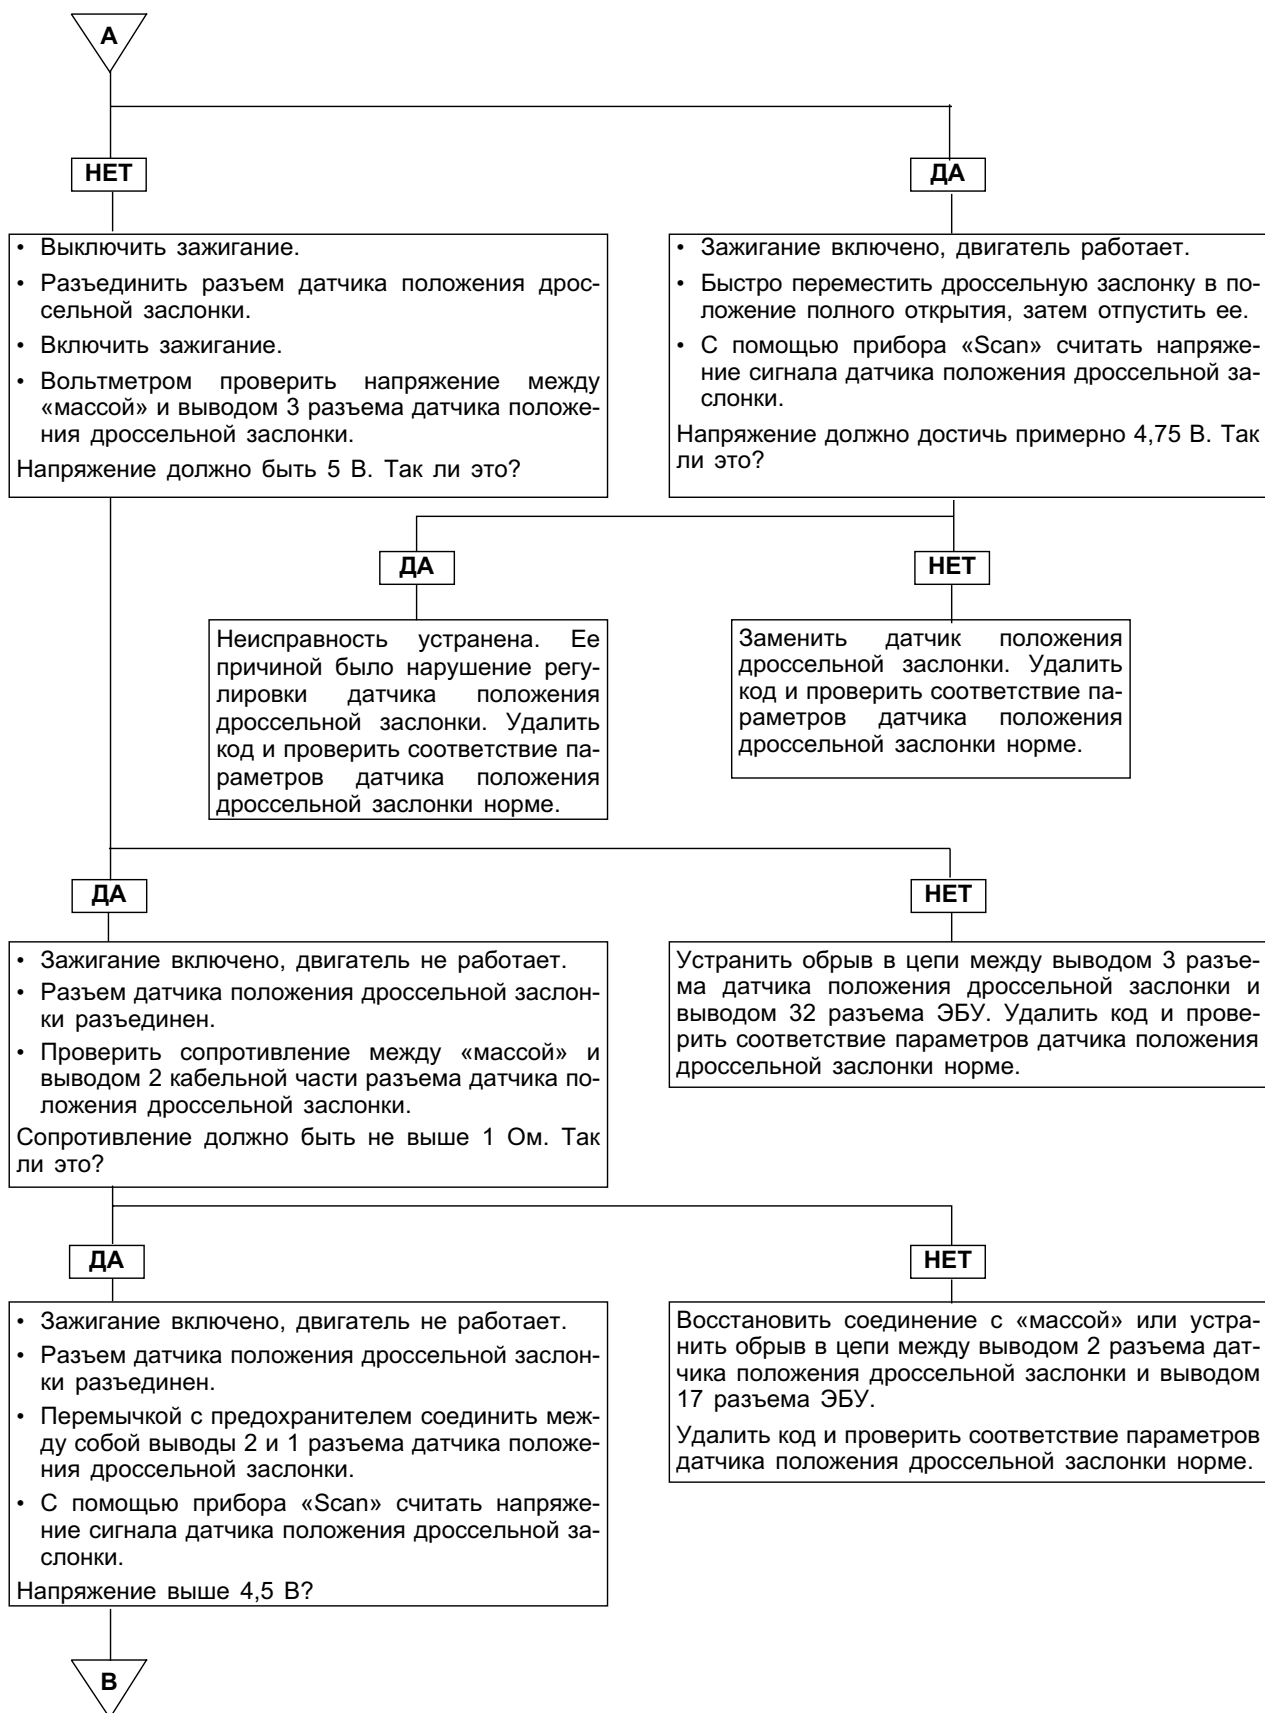 А
НЕТ
ДА
• Выключить зажигание.
• Разъединить разъем датчика положения дрос-
сельной заслонки.
• Включить зажигание.
• Вольтметром проверить напряжение между
«массой» и выводом 3 разъема датчика положе-
ния дроссельной заслонки.
Напряжение должно быть 5 В. Так ли это?
• Зажигание включено, двигатель работает.
• Быстро переместить дроссельную заслонку в по-
ложение полного открытия, затем отпустить ее.
• С помощью прибора «Scan» считать напряже-
ние сигнала датчика положения дроссельной за-
слонки.
Напряжение должно достичь примерно 4,75 В. Так
ли это?
ДА
НЕТ
Неисправность устранена. Ее
причиной было нарушение регу-
лировки датчика положения
дроссельной заслонки. Удалить
код и проверить соответствие па-
раметров датчика положения
дроссельной заслонки норме.
Заменить датчик положения
дроссельной заслонки. Удалить
код и проверить соответствие па-
раметров датчика положения
дроссельной заслонки норме.
ДА
НЕТ
• Зажигание включено, двигатель не работает.
• Разъем датчика положения дроссельной заслон-
ки разъединен.
• Проверить сопротивление между «массой» и
выводом 2 кабельной части разъема датчика по-
ложения дроссельной заслонки.
Сопротивление должно быть не выше 1 Ом. Так
ли это?
Устранить обрыв в цепи между выводом 3 разъе-
ма датчика положения дроссельной заслонки и
выводом 32 разъема ЭБУ. Удалить код и прове-
рить соответствие параметров датчика положения
дроссельной заслонки норме.
ДА
НЕТ
• Зажигание включено, двигатель не работает.
• Разъем датчика положения дроссельной заслон-
ки разъединен.
• Перемычкой с предохранителем соединить меж-
ду собой выводы 2 и 1 разъема датчика положе-
ния дроссельной заслонки.
• С помощью прибора «Scan» считать напряже-
ние сигнала датчика положения дроссельной за-
слонки.
Напряжение выше 4,5 В?
Восстановить соединение с «массой» или устра-
нить обрыв в цепи между выводом 2 разъема дат-
чика положения дроссельной заслонки и выводом
17 разъема ЭБУ.
Удалить код и проверить соответствие параметров
датчика положения дроссельной заслонки норме.
В